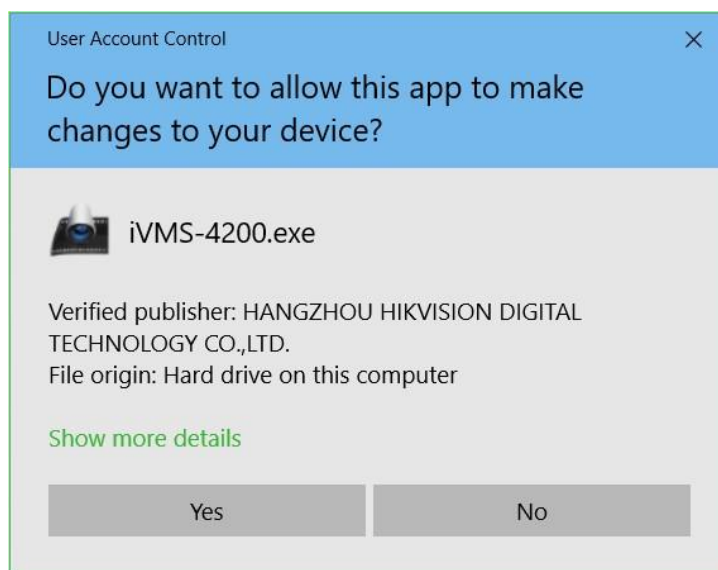 User Account Control
Do you want to allow this app to make
changes to your device?
iVMS-4200.exe
Verified publisher: HANGZHOU HIKVISION DIGITAL
TECHNOLOGY CO.,LTD.
File origin: Hard drive on this computer
Show more details
Yes
No